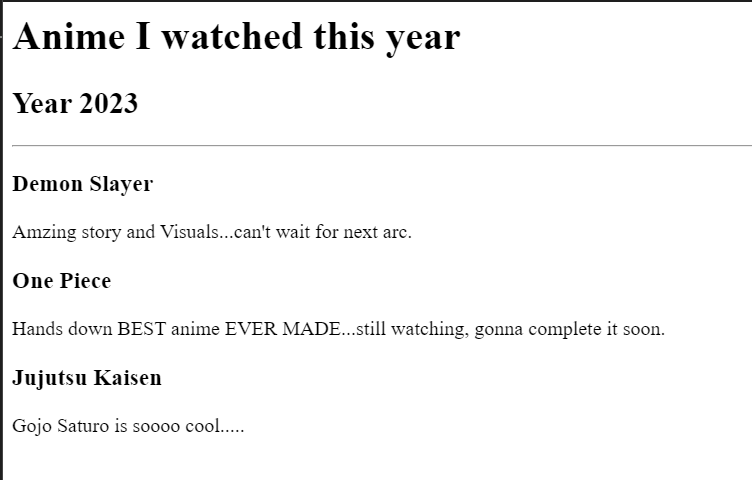 Anime I watched this year
Year 2023
Demon Slayer
Amzing story and Visuals...can't wait for next arc.
One Piece
Hands down BEST anime EVER MADE...still watching, gonna complete it soon.
Jujutsu Kaisen
Gojo Saturo is soooo cool.....